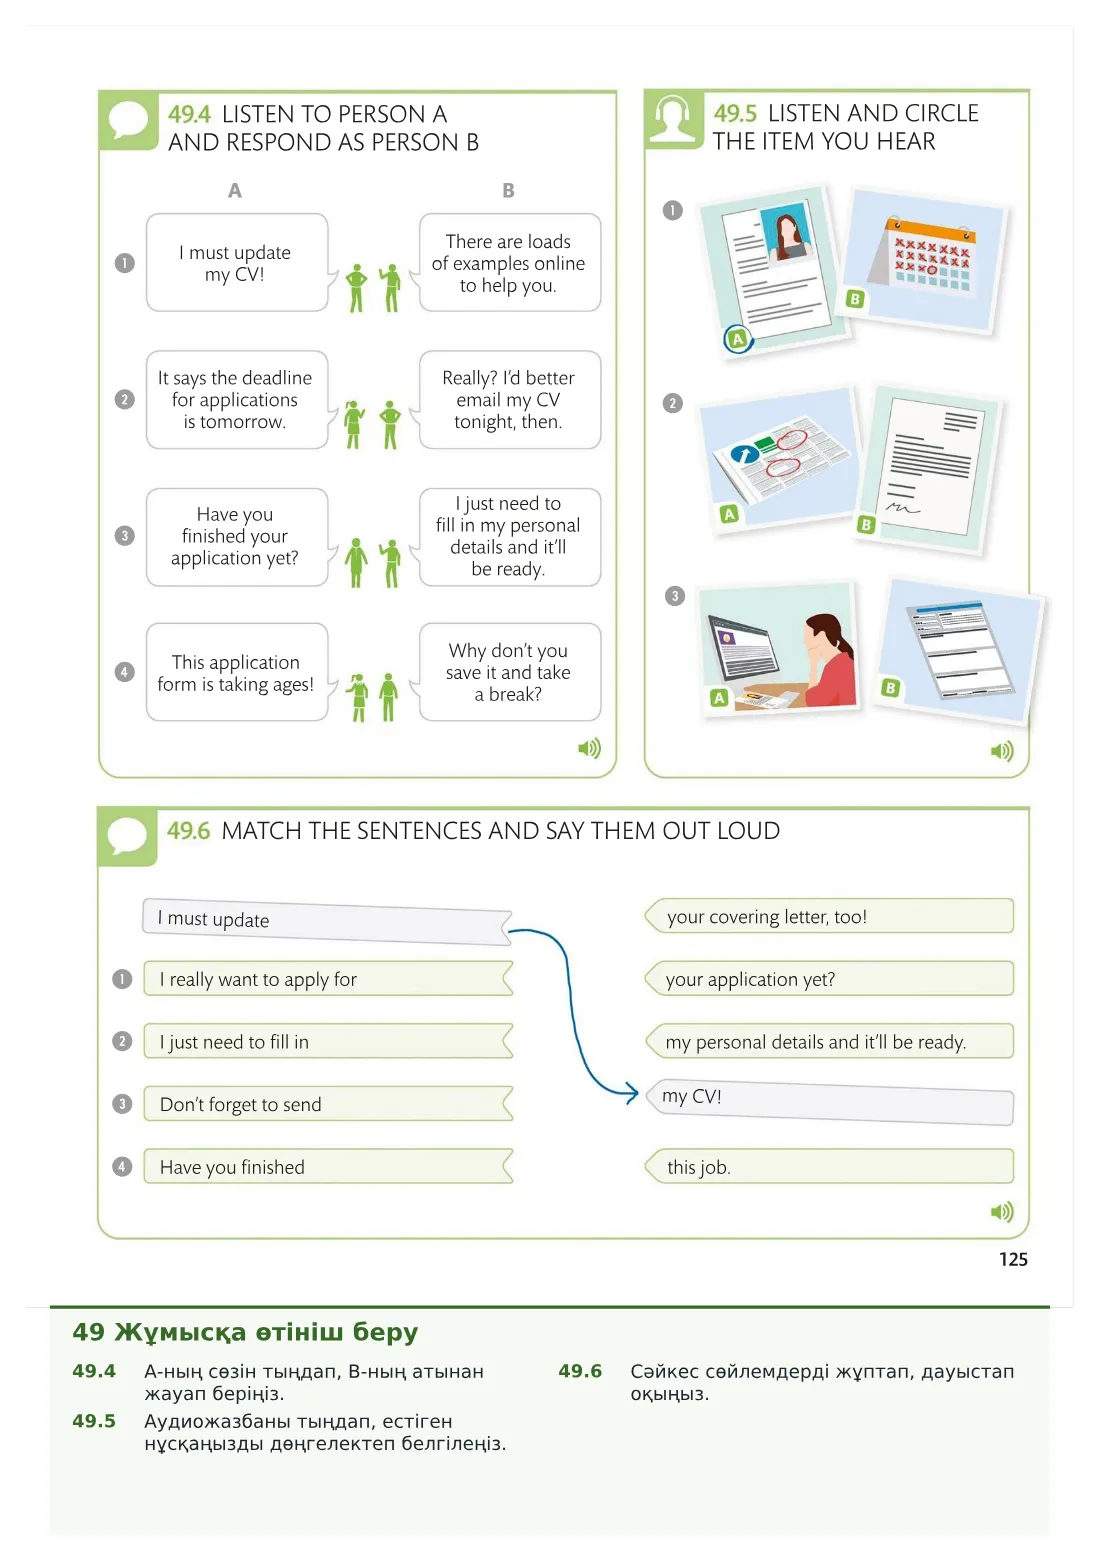 49.4 LISTEN TO PERSON A
AND RESPOND AS PERSON B
A
B
1
I must update
my CV!
There are loads
of examples online
to help you.
2
It says the deadline
for applications
is tomorrow.
Really? I’d better
email my CV
tonight, then.
3
Have you
finished your
application yet?
I just need to
fill in my personal
details and it’ll
be ready.
4
This application
form is taking ages!
Why don’t you
save it and take
a break?
49.5 LISTEN AND CIRCLE
THE ITEM YOU HEAR
1
A
B
2
A
B
3
A
B
49.6 MATCH THE SENTENCES AND SAY THEM OUT LOUD
I must update
your covering letter, too!
1 I really want to apply for
your application yet?
2 I just need to fill in
my personal details and it’ll be ready.
3 Don’t forget to send
my CV!
4 Have you finished
this job.
125
49 Жұмысқа өтініш беру
49.4 А-ның сөзін тыңдап, В-ның атынан
жауап беріңіз.
49.5 Аудиожазбаны тыңдап, естіген
нұсқаңызды дөңгелектеп белгілеңіз.
49.6 Сәйкес сөйлемдерді жұптап, дауыстап
оқыңыз.